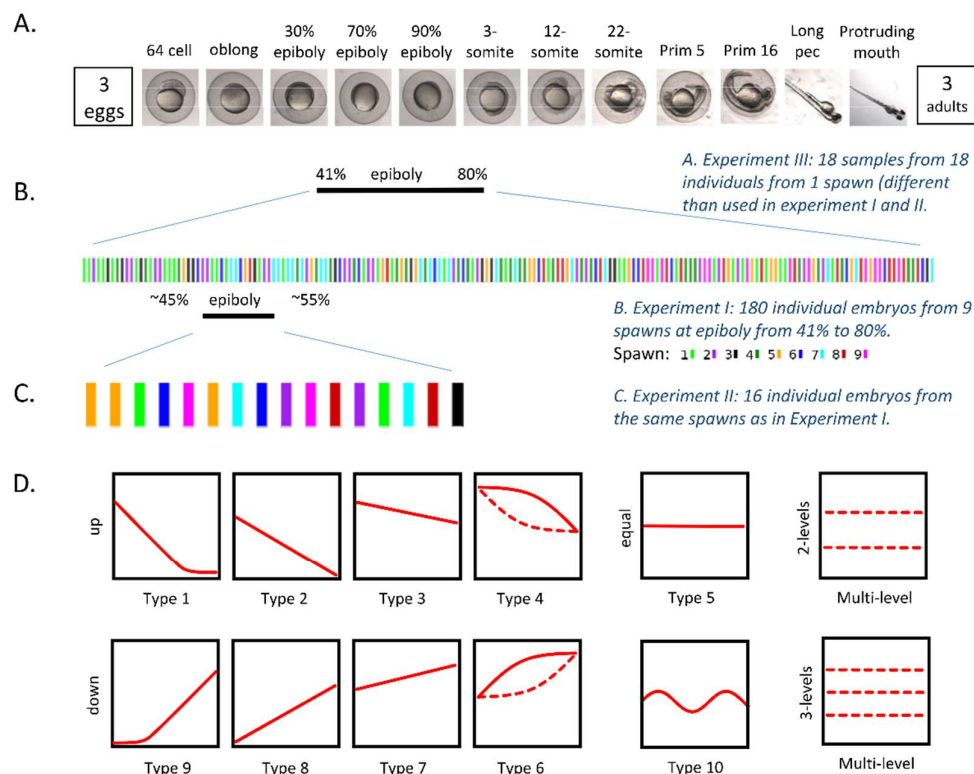 A.
64 cell
oblong
30% epiboly
70% epiboly
90% epiboly
3-somite
12-somite
22-somite
Prim 5
Prim 16
Long pec
Protruding mouth
3 eggs
3 adults
A. Experiment III: 18 samples from 18
individuals from 1 spawn (different
than used in experiment I and II.
B.
41% epiboly 80%
~45% epiboly ~55%
B. Experiment I: 180 individual embryos from 9
spawns at epiboly from 41% to 80%.
Spawn: 1 2 3 4 5 6 7 8 9
C.
C. Experiment II: 16 individual embryos from
the same spawns as in Experiment I.
D.
up
Type 1
Type 2
Type 3
Type 4
equal
Type 5
2-levels
Multi-level
down
Type 9
Type 8
Type 7
Type 6
Type 10
3-levels
Multi-level